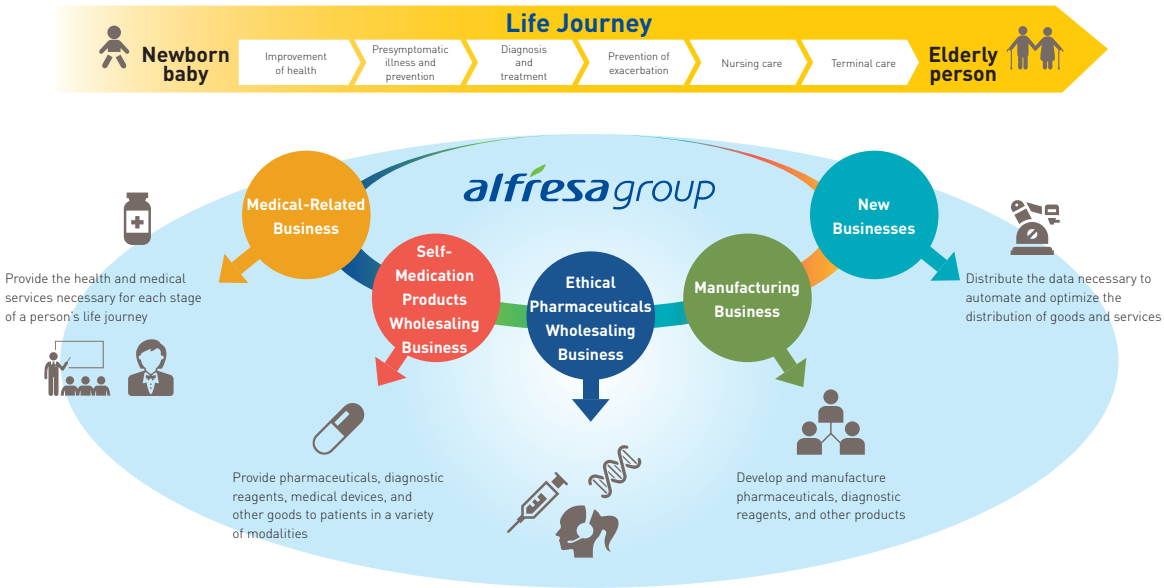 Life Journey
Newborn
baby
Improvement
of health
Presymptomatic
illness and
prevention
Diagnosis
and
treatment
Prevention of
exacerbation
Nursing care
Terminal care
Elderly
person
alfresa group
Medical-Related
Business
Self-
Medication
Products
Wholesaling
Business
Ethical
Pharmaceuticals
Wholesaling
Business
Manufacturing
Business
New
Businesses
Provide the health and medical
services necessary for each stage
of a person's life journey
Distribute the data necessary to
automate and optimize the
distribution of goods and services
Provide pharmaceuticals, diagnostic
reagents, medical devices, and
other goods to patients in a variety
of modalities
Develop and manufacture
pharmaceuticals, diagnostic
reagents, and other products